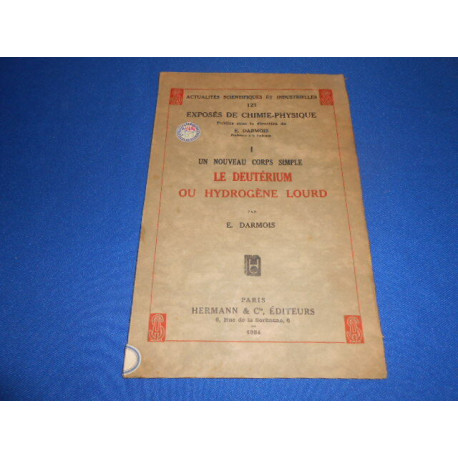 ACTUALITÉS SCIENTIFIQUES ET INDUSTRIELLES
EXPOSÉS DE CHIMIE-PHYSIQUE
Publiés sous la direction de
E. DARMOIS
I
UN NOUVEAU CORPS SIMPLE
LE DEUTÉRIUM
OU HYDROGÈNE LOURD
PAR
E. DARMOIS
PARIS
HERMANN & Cie, ÉDITEURS
6, Rue de la Sorbonne, 6
1934